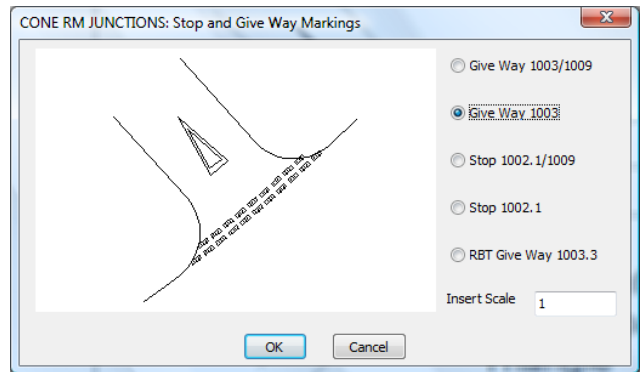 CONE RM JUNCTIONS: Stop and Give Way Markings
Give Way 1003/1009
Give Way 1003
Stop 1002.1/1009
Stop 1002.1
RBT Give Way 1003.3
Insert Scale 1
OK Cancel